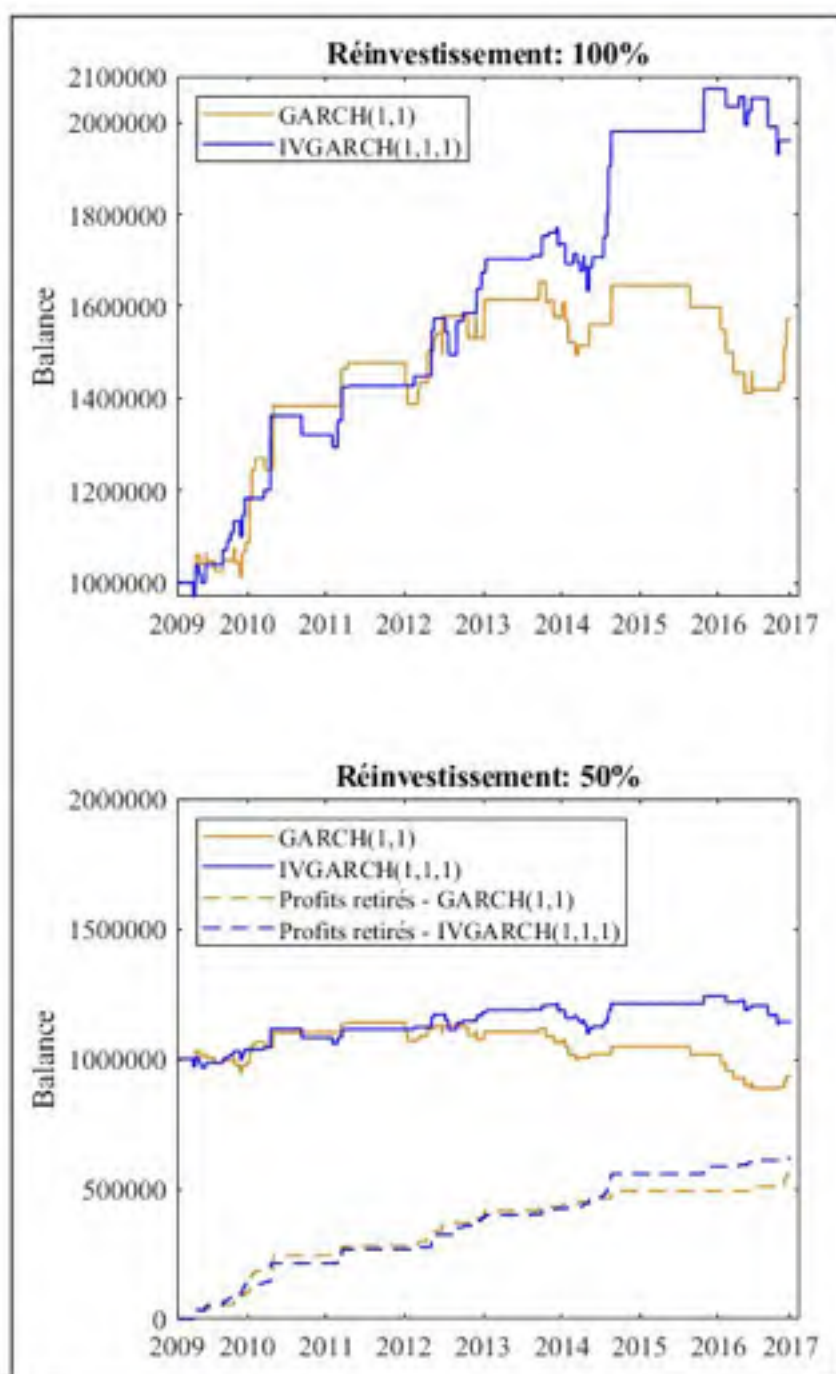 Réinvestissement: 100%
2100000
2000000
1800000
1600000
1400000
1200000
1000000
Balance
GARCH(1,1)
IVGARCH(1,1,1)
2009 2010 2011 2012 2013 2014 2015 2016 2017
Réinvestissement: 50%
2000000
1500000
1000000
500000
0
Balance
GARCH(1,1)
IVGARCH(1,1,1)
Profits retirés - GARCH(1,1)
Profits retirés - IVGARCH(1,1,1)
2009 2010 2011 2012 2013 2014 2015 2016 2017